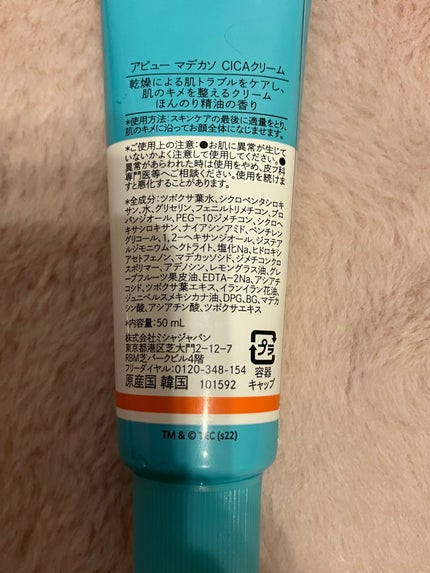 アピュー マデカソ CICAクリーム
乾燥による肌トラブルをケアし、
肌のキメを整えるクリーム
ほんのり精油の香り
*使用方法:スキンケアの最後に適量をとり、
肌のキメに沿ってお顔全体になじませます。
*ご使用上の注意:●お肌に異常が生じて
いないかよく注意して使用してください。●
異常があらわれた時は使用をやめ、皮フ科
専門医等へご相談ください。使用を続けま
すと悪化することがあります。
*全成分:ツボクサ葉水、シクロペンタシロキ
サン、水、グリセリン、フェニルトリメチコン、プロ
パンジオール、PEG-10ジメチコン、シクロヘ
キサシロキサン、ナイアシンアミド、ペンチレン
グリコール、1,2-ヘキサンジオール、ジステア
ルジモニウムヘクトライト、塩化Na、ヒドロキシ
アセトフェノン、マデカッソシド、ジメチコンクロ
スポリマー、アデノシン、レモングラス油、グレ
ープフルーツ果皮油、EDTA-2Na、アシアチ
コシド、ツボクサ葉エキス、イランイラン花油、
ジュニペルスメキシカナ油、DPG、BG、マデカ
シン酸、アシアチン酸、ツボクサエキス
*内容量:50 mL
株式会社ミシャジャパン
東京都港区芝大門2-12-7
RBM芝パークビル4階
フリーダイヤル:0120-348-154
原産国 韓国 101592
プラ
容器
キャップ
TM & © TEC (s22)